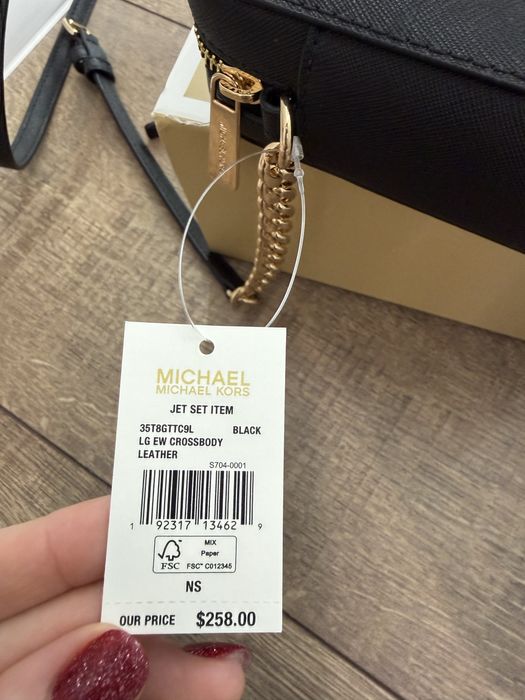 MICHAEL
MICHAEL KORS
JET SET ITEM
35T8GTTC9L BLACK
LG EW CROSSBODY
LEATHER
S704-0001
1 92317 13462 9
FSC
MIX
Paper
FSC™ C012345
NS
OUR PRICE $258.00